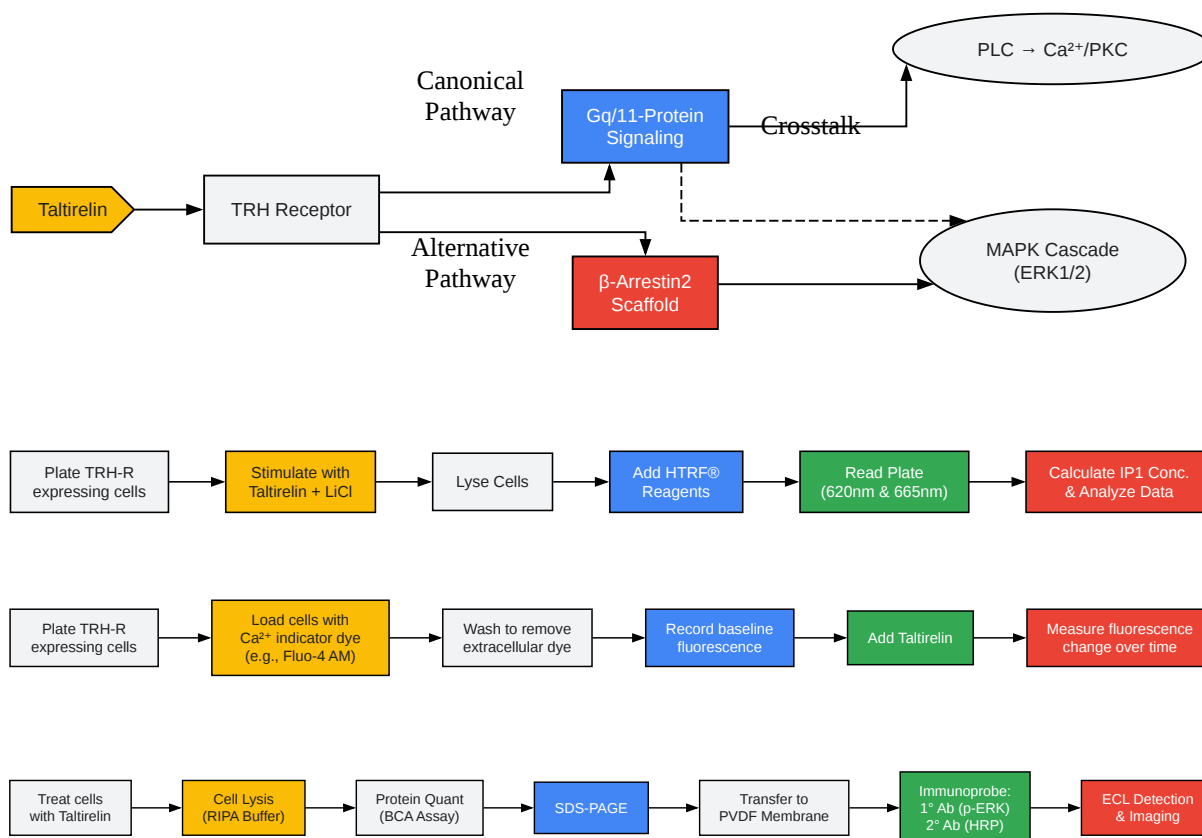 PLC → Ca²⁺/PKC
Canonical
Pathway
Gq/11-Protein
Signaling
Crosstalk
Taltirelin
TRH Receptor
Alternative
Pathway
β-Arrestin2
Scaffold
MAPK Cascade
(ERK1/2)
Plate TRH-R
expressing cells
Stimulate with
Taltirelin + LiCl
Lyse Cells
Add HTRF®
Reagents
Read Plate
(620nm & 665nm)
Calculate IP1 Conc.
& Analyze Data
Plate TRH-R
expressing cells
Load cells with
Ca²⁺ indicator dye
(e.g., Fluo-4 AM)
Wash to remove
extracellular dye
Record baseline
fluorescence
Add Taltirelin
Measure fluorescence
change over time
Treat cells
with Taltirelin
Cell Lysis
(RIPA Buffer)
Protein Quant
(BCA Assay)
SDS-PAGE
Transfer to
PVDF Membrane
Immunoprobe:
1° Ab (p-ERK)
2° Ab (HRP)
ECL Detection
& Imaging